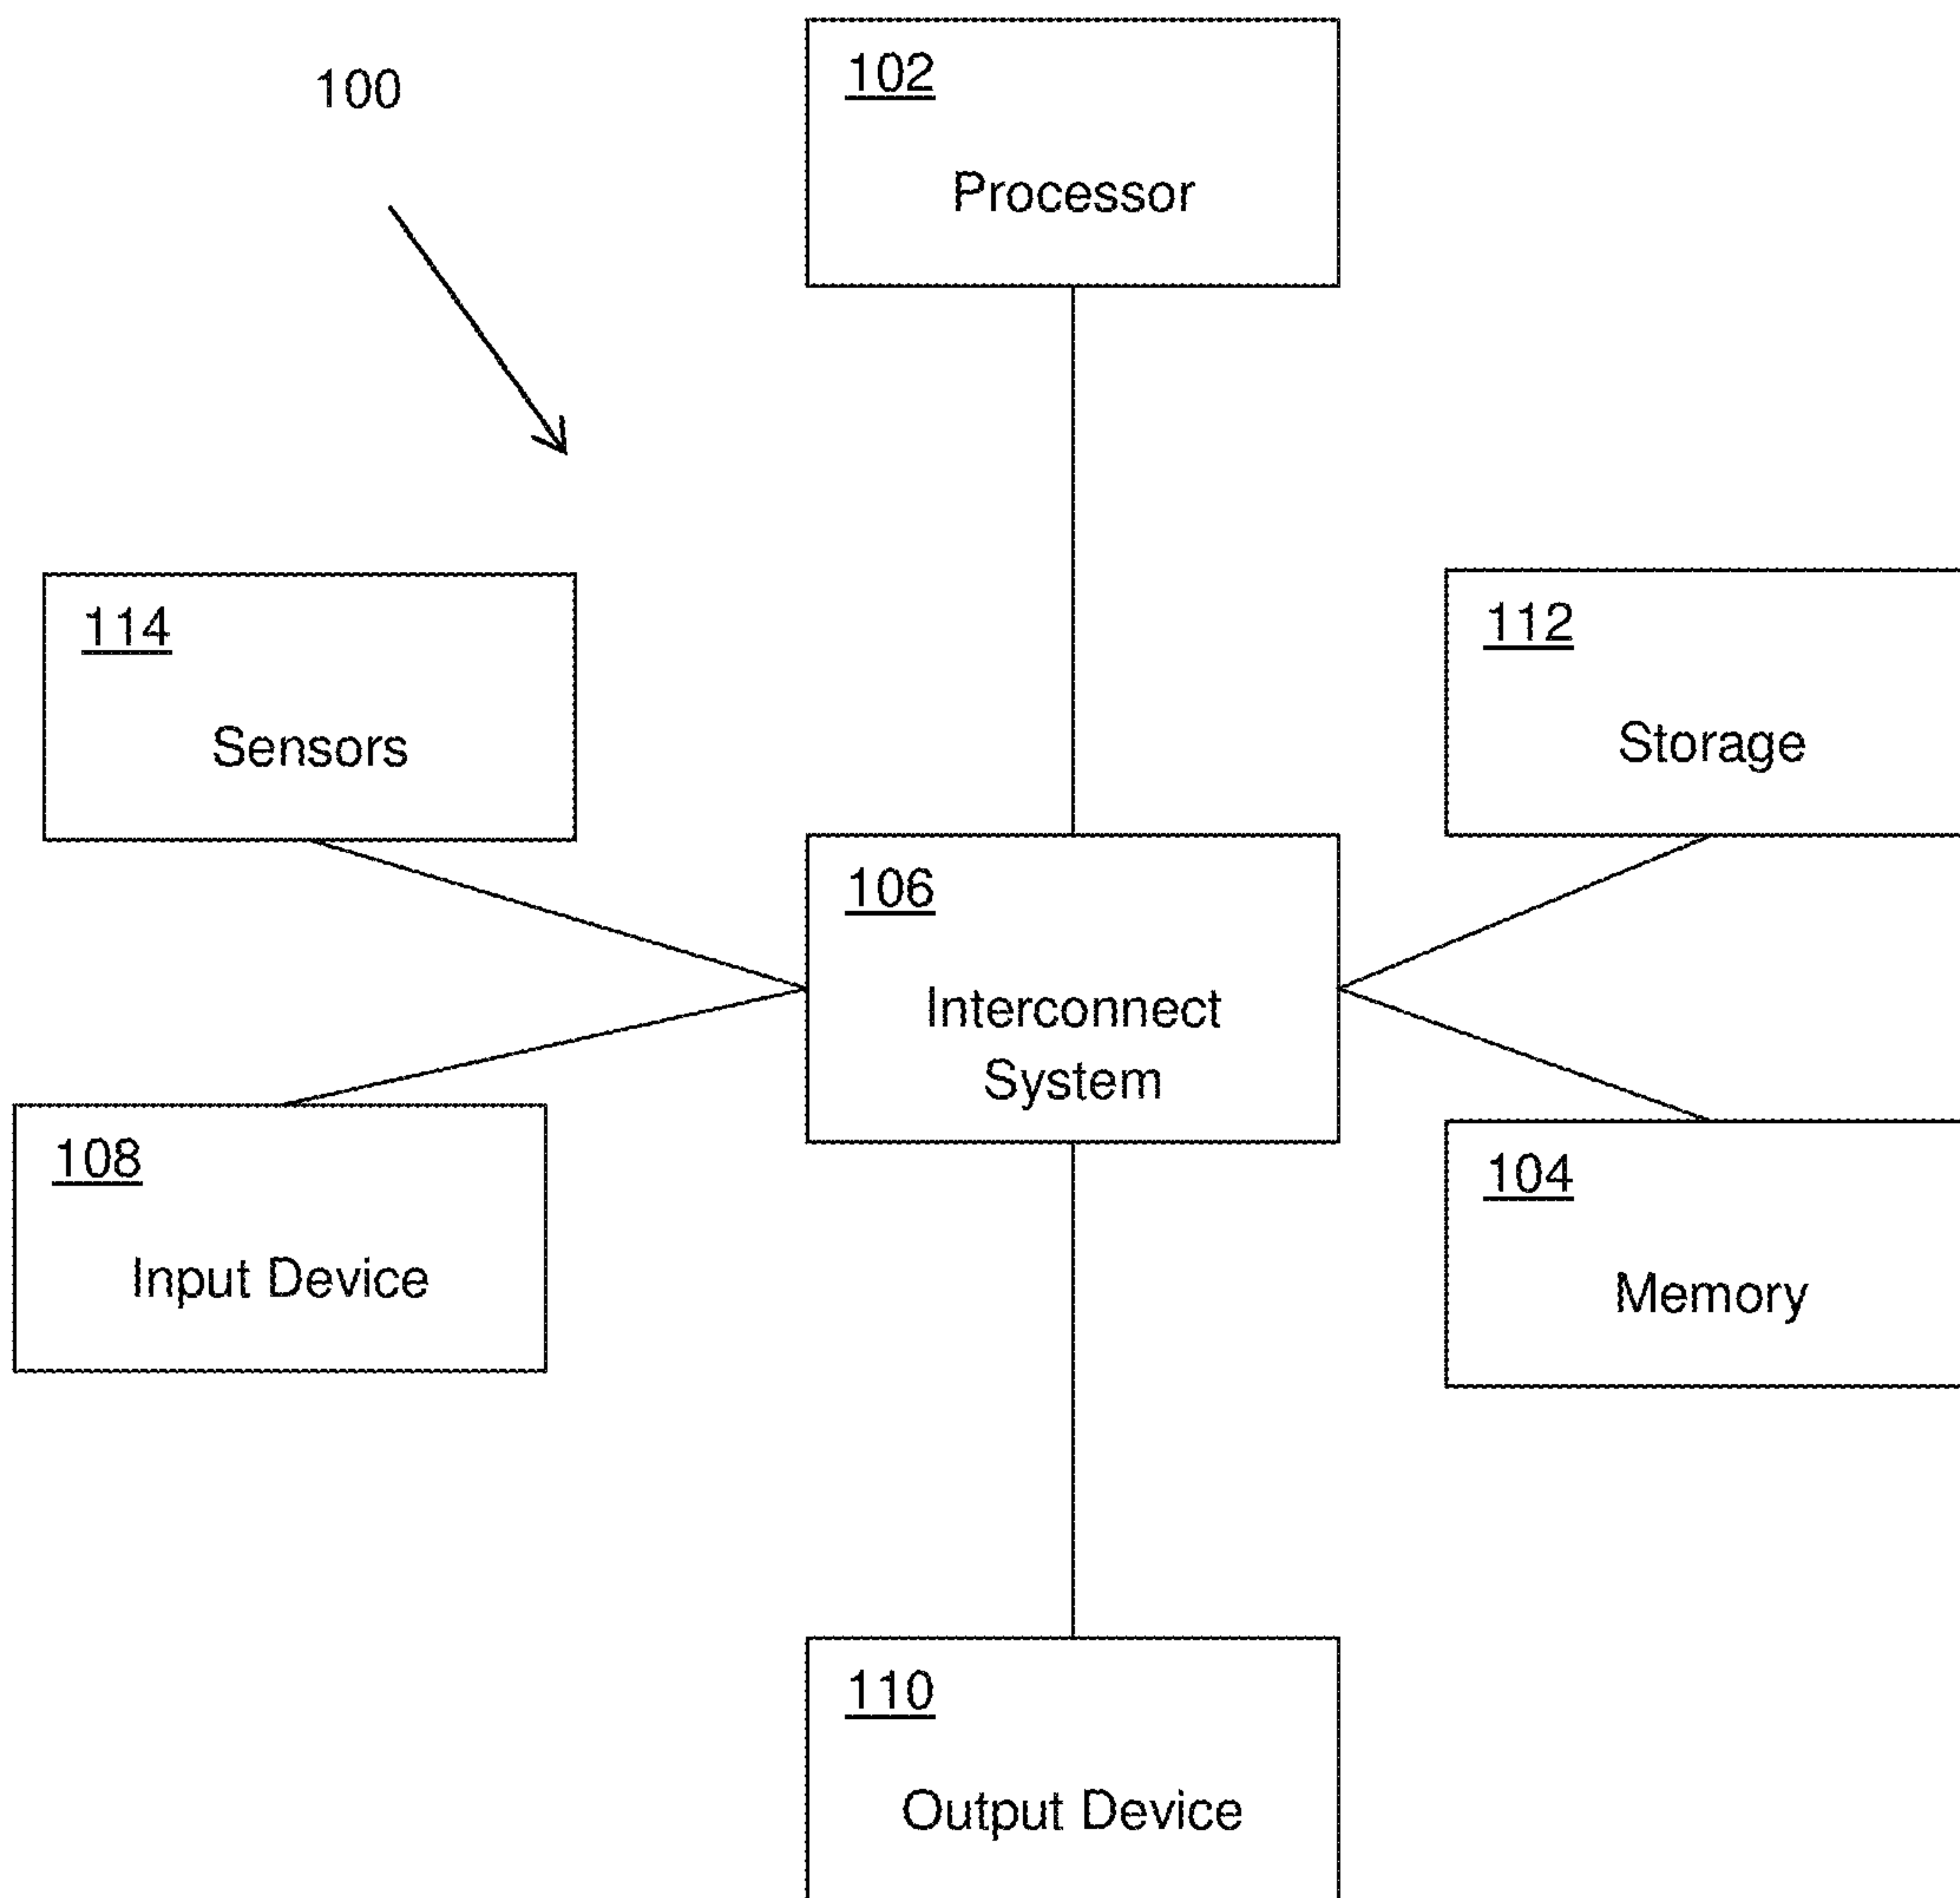 100
102
Processor
114
Sensors
112
Storage
106
Interconnect
System
108
Input Device
104
Memory
110
Output Device